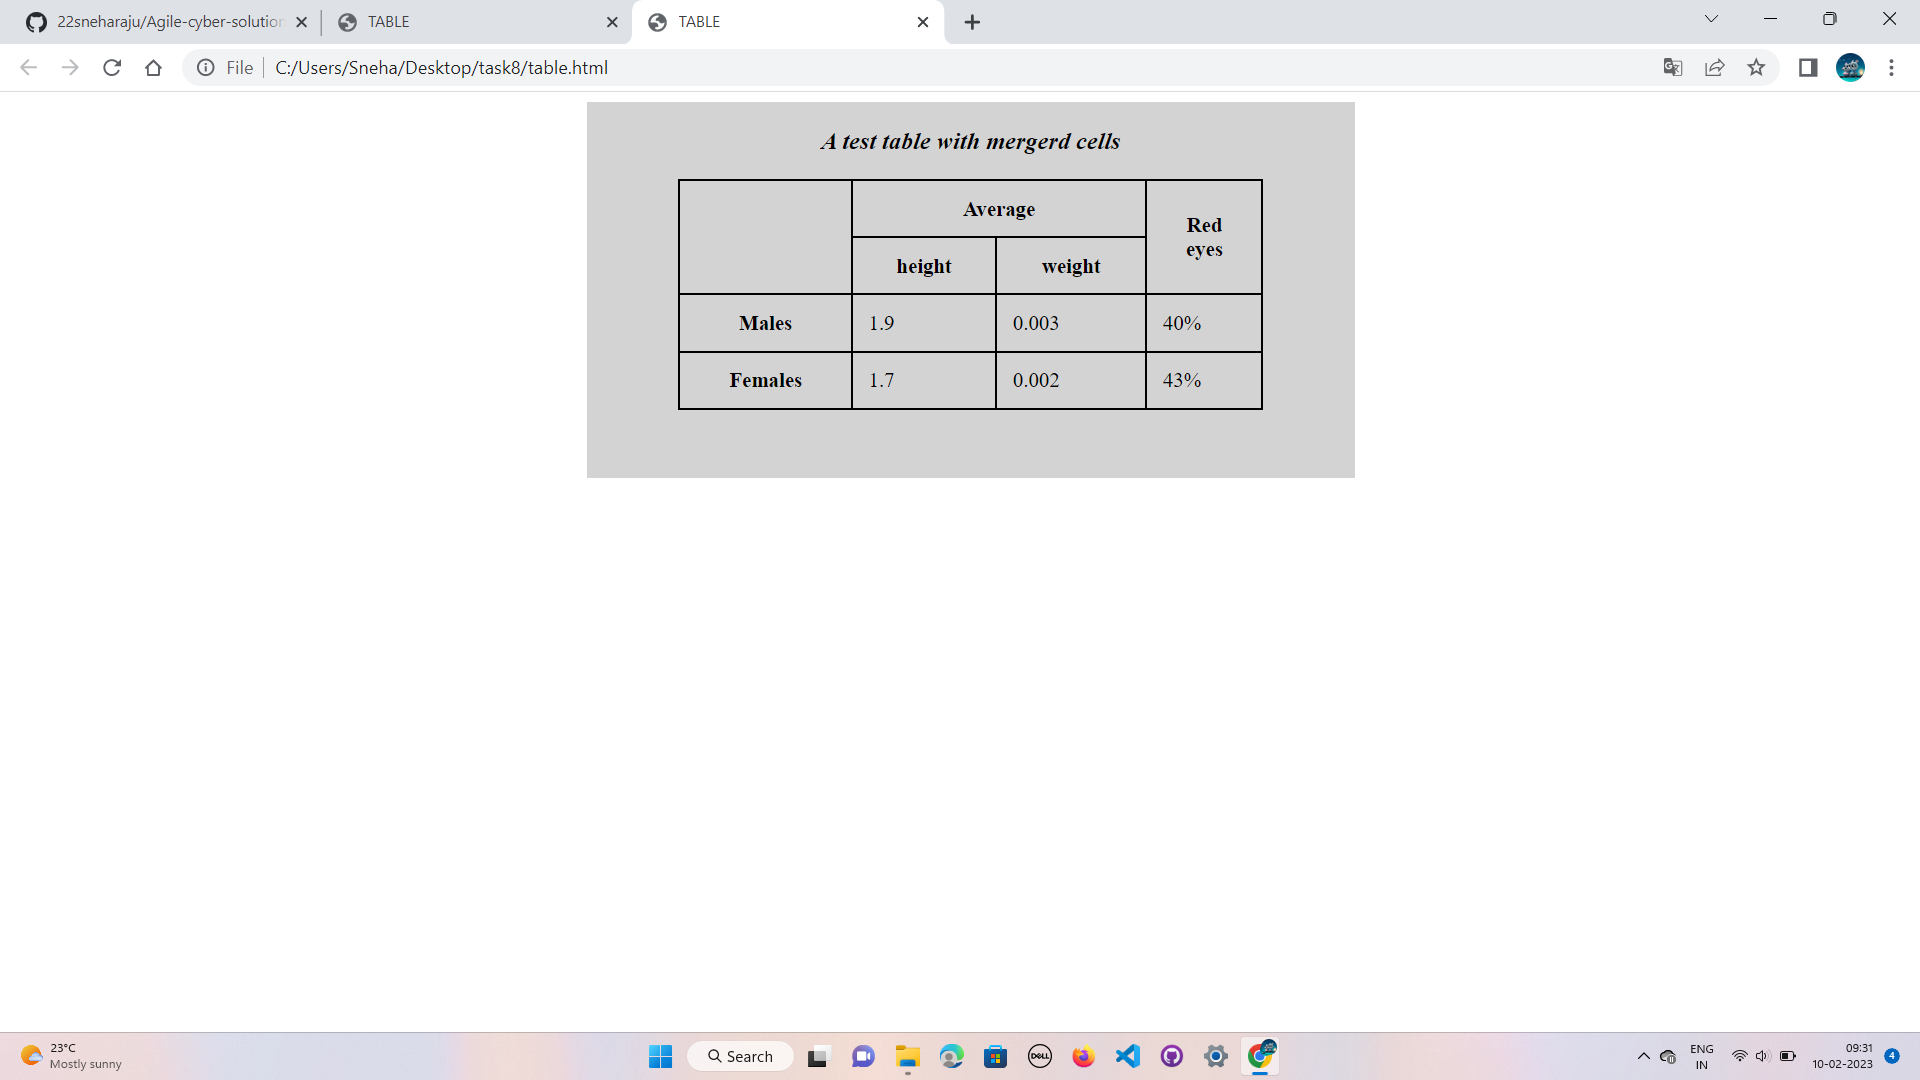 22sneharaju/Agile-cyber-solution
TABLE
TABLE
File
C:/Users/Sneha/Desktop/task8/table.html
A test table with mergerd cells
Average
Red
eyes
height
weight
Males
1.9
0.003
40%
Females
1.7
0.002
43%
23°C
Mostly sunny
Search
DELL
ENG
IN
09:31
10-02-2023
4